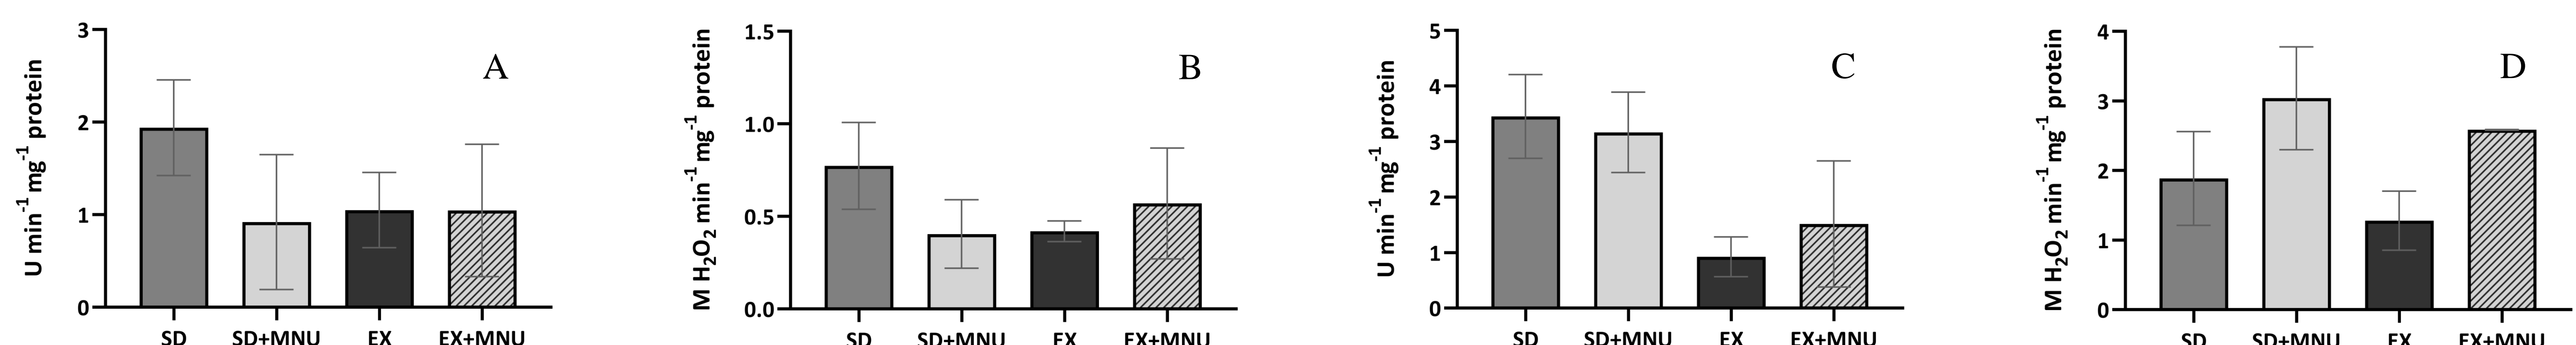 A
U min⁻¹ mg⁻¹ protein
3
2
1
0
SD SD+MNU EX EX+MNU
B
M H₂O₂ min⁻¹ mg⁻¹ protein
1.5
1.0
0.5
0.0
SD SD+MNU EX EX+MNU
C
U min⁻¹ mg⁻¹ protein
5
4
3
2
1
0
SD SD+MNU EX EX+MNU
D
M H₂O₂ min⁻¹ mg⁻¹ protein
4
3
2
1
0
SD SD+MNU EX EX+MNU